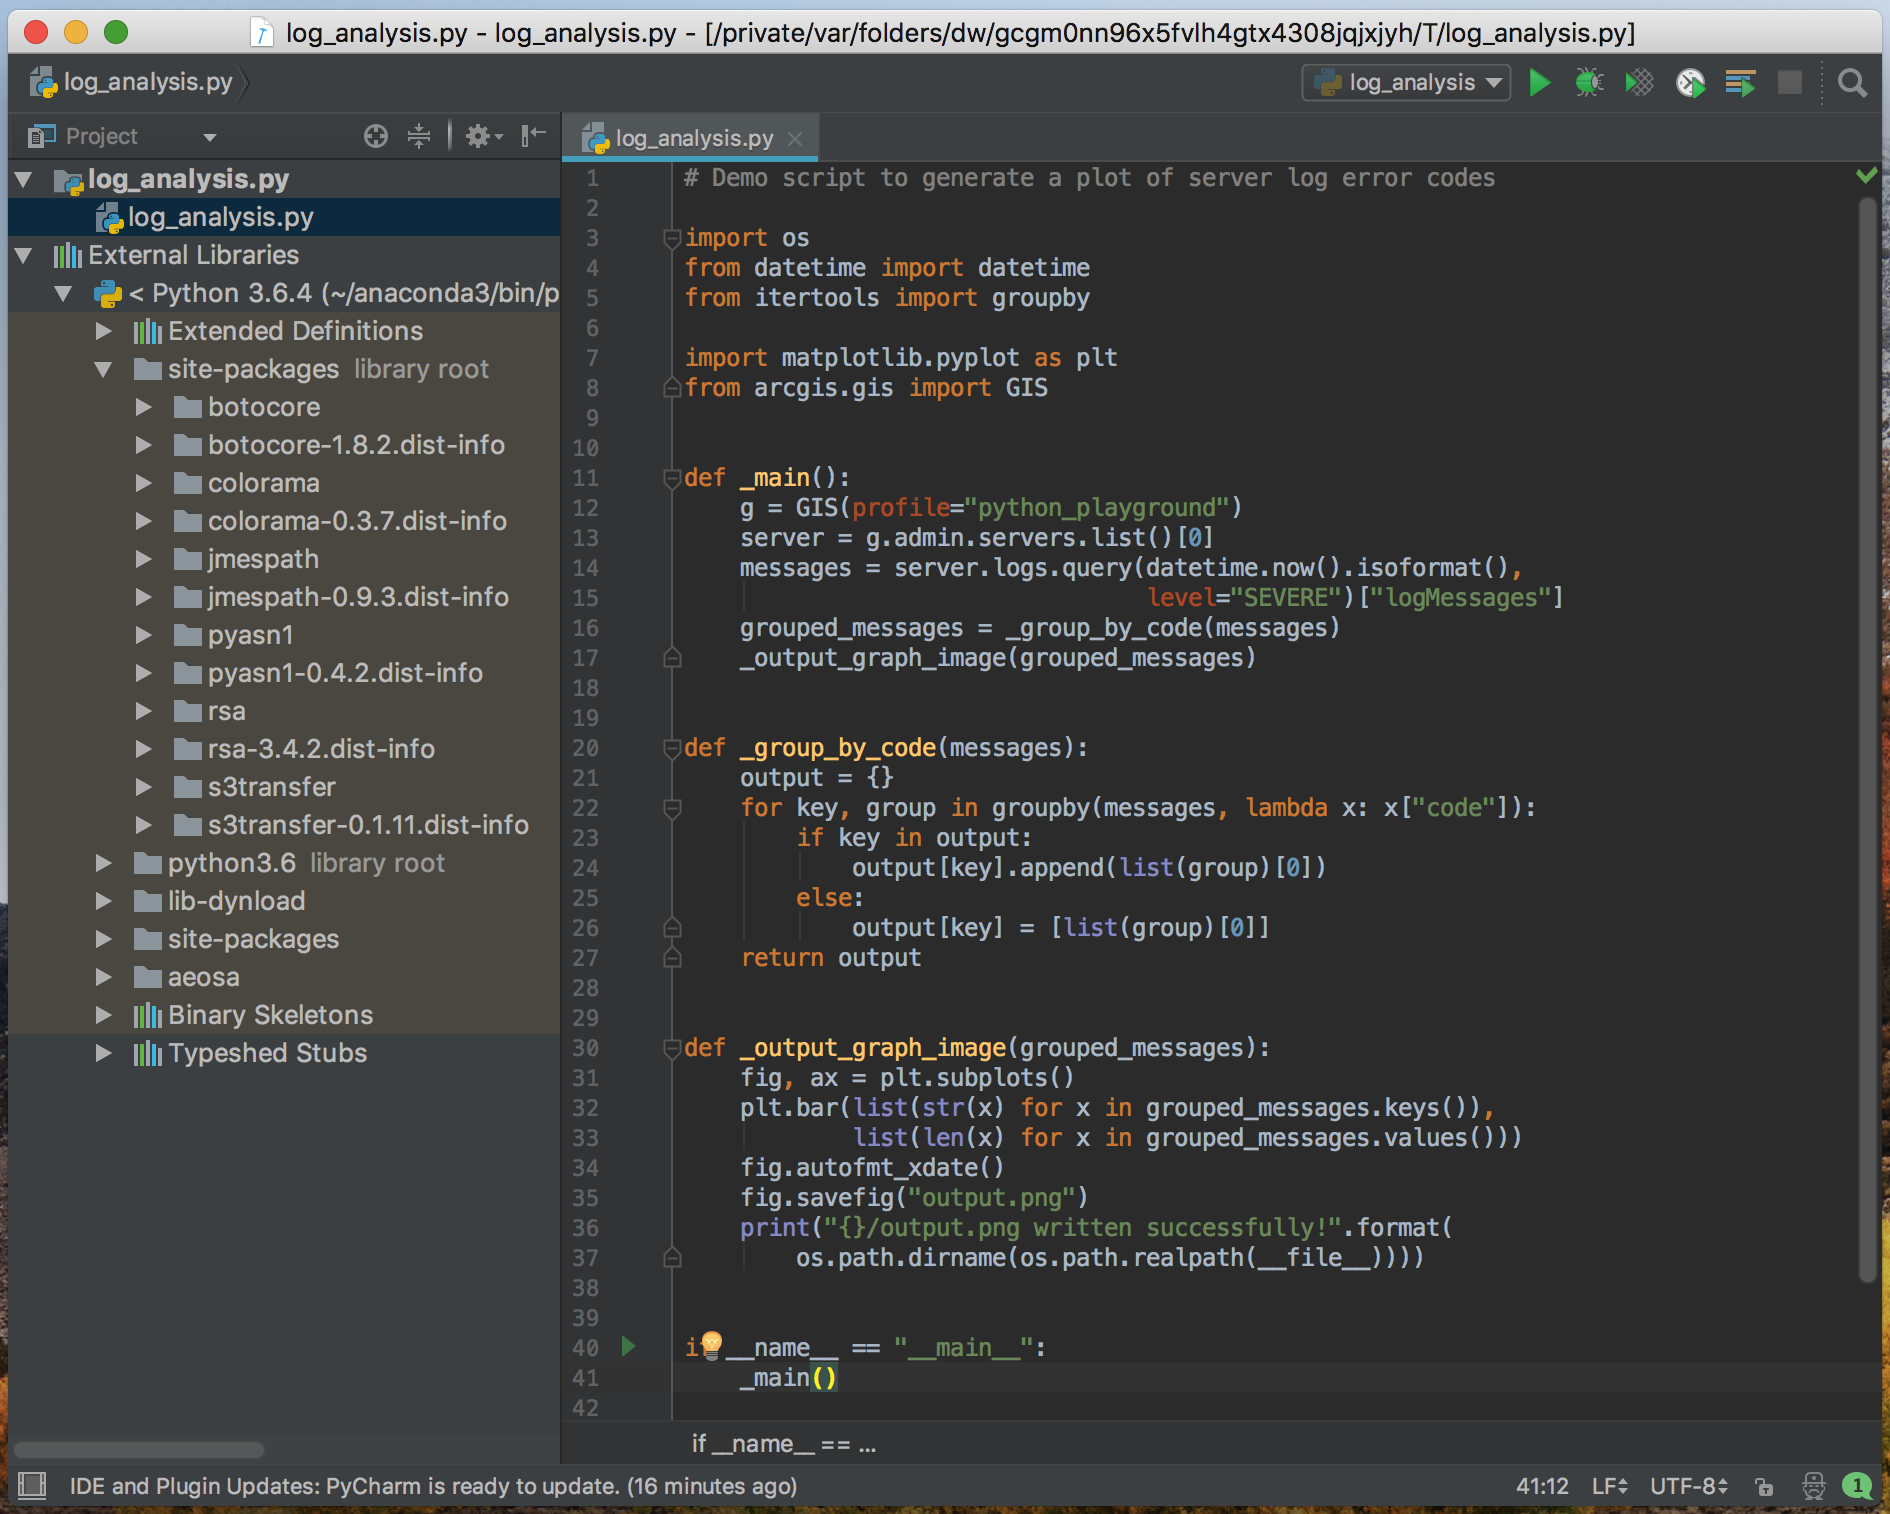 log_analysis.py - log_analysis.py - [/private/var/folders/dw/gcgm0nn96x5fvlh4gtx4308jqjxjyh/T/log_analysis.py]
log_analysis.py
log_analysis
Project
log_analysis.py
log_analysis.py
log_analysis.py
External Libraries
< Python 3.6.4 (~/anaconda3/bin/p
Extended Definitions
site-packages library root
botocore
botocore-1.8.2.dist-info
colorama
colorama-0.3.7.dist-info
jmespath
jmespath-0.9.3.dist-info
pyasn1
pyasn1-0.4.2.dist-info
rsa
rsa-3.4.2.dist-info
s3transfer
s3transfer-0.1.11.dist-info
python3.6 library root
lib-dynload
site-packages
aeosa
Binary Skeletons
Typeshed Stubs
1 # Demo script to generate a plot of server log error codes
2
3 import os
4 from datetime import datetime
5 from itertools import groupby
6
7 import matplotlib.pyplot as plt
8 from arcgis.gis import GIS
9
10
11 def _main():
12     g = GIS(profile="python_playground")
13     server = g.admin.servers.list()[0]
14     messages = server.logs.query(datetime.now().isoformat(),
15                                  level="SEVERE")["logMessages"]
16     grouped_messages = _group_by_code(messages)
17     _output_graph_image(grouped_messages)
18
19
20 def _group_by_code(messages):
21     output = {}
22     for key, group in groupby(messages, lambda x: x["code"]):
23         if key in output:
24             output[key].append(list(group)[0])
25         else:
26             output[key] = [list(group)[0]]
27     return output
28
29
30 def _output_graph_image(grouped_messages):
31     fig, ax = plt.subplots()
32     plt.bar(list(str(x) for x in grouped_messages.keys()),
33             list(len(x) for x in grouped_messages.values()))
34     fig.autofmt_xdate()
35     fig.savefig("output.png")
36     print("{}/output.png written successfully!".format(
37         os.path.dirname(os.path.realpath(__file__))))
38
39
40 if __name__ == "__main__":
41     _main()
42
if __name__ == ...
IDE and Plugin Updates: PyCharm is ready to update. (16 minutes ago)
41:12 LF UTF-8 1